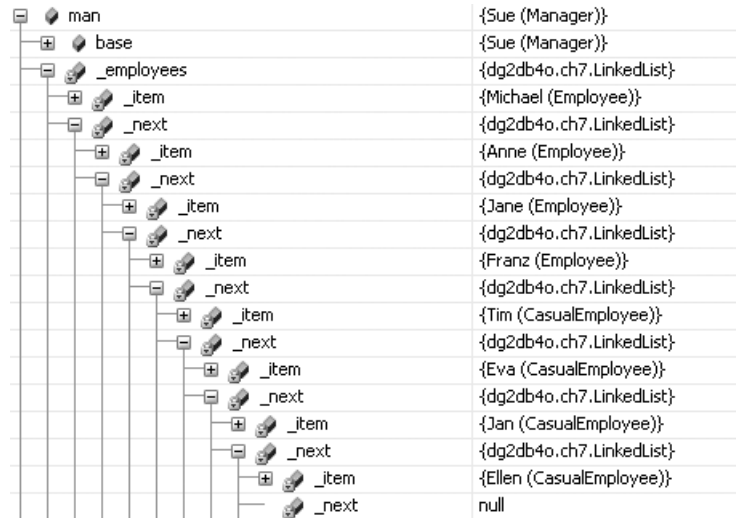 man {Sue (Manager)}
base {Sue (Manager)}
_employees {dg2db4o.ch7.LinkedList}
_item {Michael (Employee)}
_next {dg2db4o.ch7.LinkedList}
_item {Anne (Employee)}
_next {dg2db4o.ch7.LinkedList}
_item {Jane (Employee)}
_next {dg2db4o.ch7.LinkedList}
_item {Franz (Employee)}
_next {dg2db4o.ch7.LinkedList}
_item {Tim (CasualEmployee)}
_next {dg2db4o.ch7.LinkedList}
_item {Eva (CasualEmployee)}
_next {dg2db4o.ch7.LinkedList}
_item {Jan (CasualEmployee)}
_next {dg2db4o.ch7.LinkedList}
_item {Ellen (CasualEmployee)}
_next null